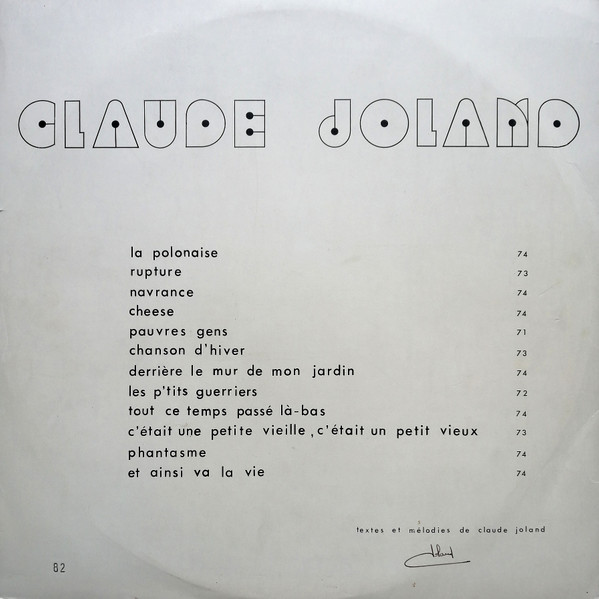 CLAUDE JOLAND
la polonaise 74
rupture 73
navrance 74
cheese 74
pauvres gens 71
chanson d'hiver 73
derrière le mur de mon jardin 74
les p'tits guerriers 72
tout ce temps passé là-bas 74
c'était une petite vieille, c'était un petit vieux 73
phantasme 74
et ainsi va la vie 74
textes et mélodies de claude joland
Joland
82